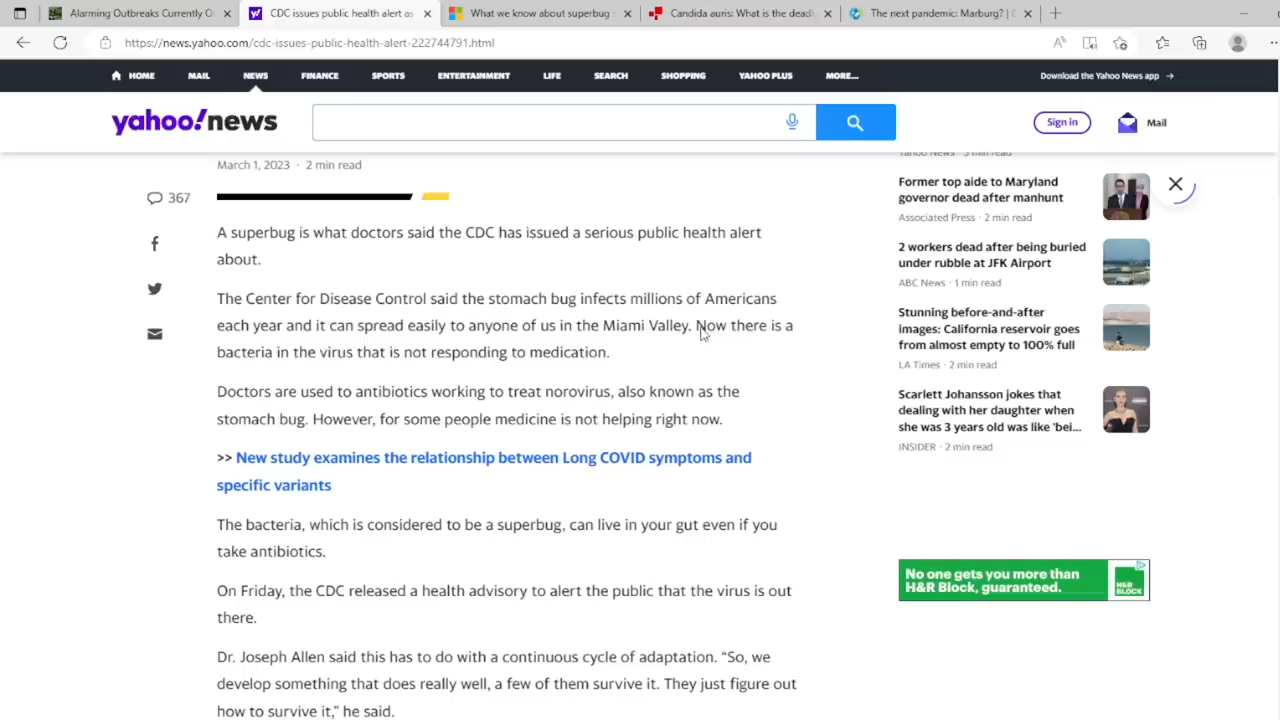 Alarming Outbreaks Currently O
CDC issues public health alert as
What we know about superbug
Candida auris: What is the deadl
The next pandemic: Marburg? | C
https://news.yahoo.com/cdc-issues-public-health-alert-222744791.html
HOME MAIL NEWS FINANCE SPORTS ENTERTAINMENT LIFE SEARCH SHOPPING YAHOO PLUS MORE... Download the Yahoo News app →
yahoo!news
Sign in
Mail
March 1, 2023 · 2 min read
367
A superbug is what doctors said the CDC has issued a serious public health alert
about.
The Center for Disease Control said the stomach bug infects millions of Americans
each year and it can spread easily to anyone of us in the Miami Valley. Now there is a
bacteria in the virus that is not responding to medication.
Doctors are used to antibiotics working to treat norovirus, also known as the
stomach bug. However, for some people medicine is not helping right now.
>> New study examines the relationship between Long COVID symptoms and
specific variants
The bacteria, which is considered to be a superbug, can live in your gut even if you
take antibiotics.
On Friday, the CDC released a health advisory to alert the public that the virus is out
there.
Dr. Joseph Allen said this has to do with a continuous cycle of adaptation. “So, we
develop something that does really well, a few of them survive it. They just figure out
how to survive it,” he said.
Yahoo News · 5 min read
Former top aide to Maryland
governor dead after manhunt
Associated Press · 2 min read
2 workers dead after being buried
under rubble at JFK Airport
ABC News · 1 min read
Stunning before-and-after
images: California reservoir goes
from almost empty to 100% full
LA Times · 2 min read
Scarlett Johansson jokes that
dealing with her daughter when
she was 3 years old was like 'bei...
INSIDER · 2 min read
No one gets you more than
H&R Block, guaranteed.
H&R
BLOCK